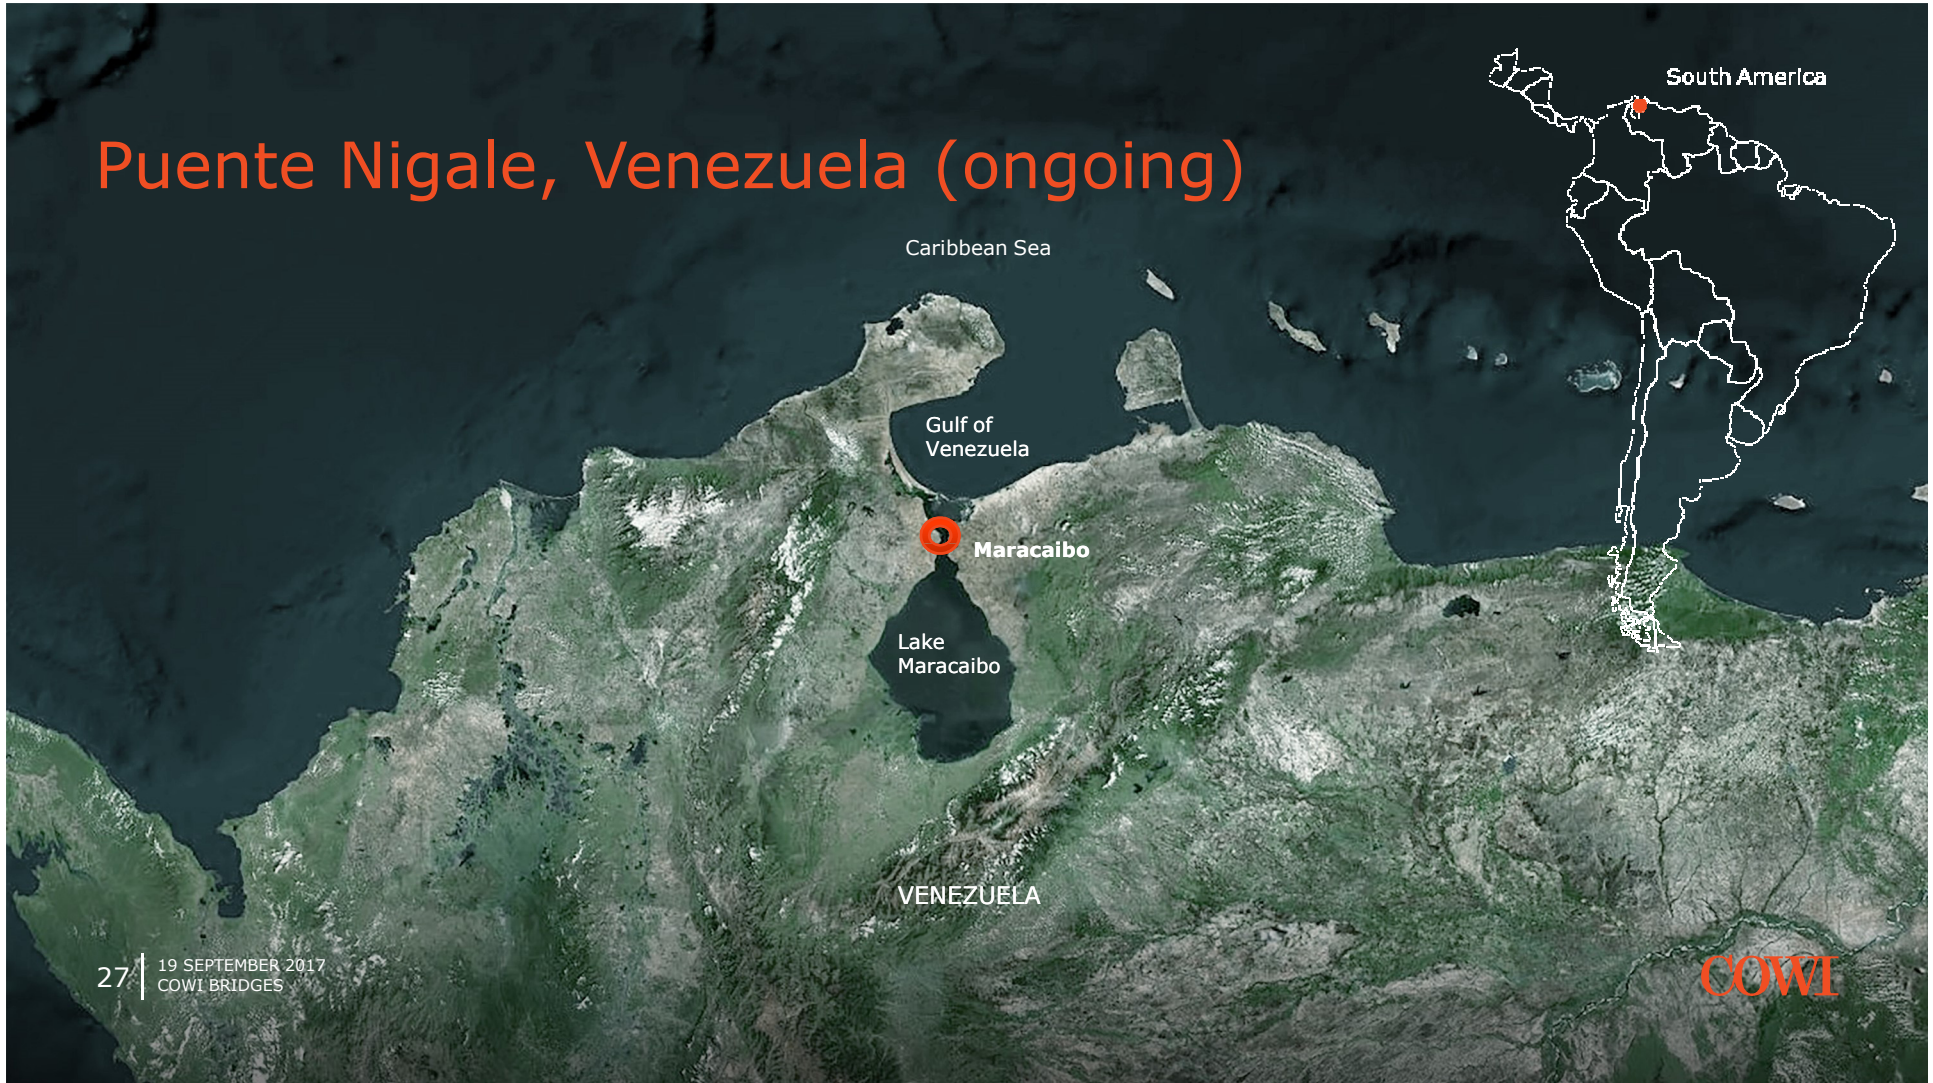 South America
Puente Nigale, Venezuela (ongoing)
Caribbean Sea
Gulf of
Venezuela
Maracaibo
Lake
Maracaibo
VENEZUELA
27
19 SEPTEMBER 2017
COWI BRIDGES
COWI